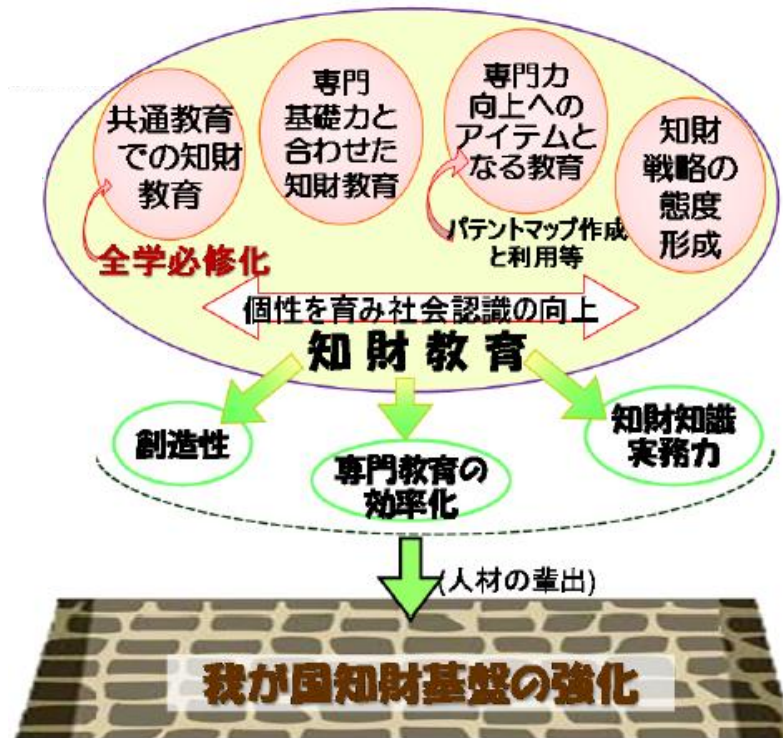 共通教育
での知財
教育
専門
基礎力と
合わせた
知財教育
専門力
向上への
アイテムと
なる教育
知財
戦略の
態度
形成
全学必修化
パテントマップ作成
と利用等
個性を育み社会認識の向上
知財教育
創造性
専門教育の
効率化
知財知識
実務力
(人材の輩出)
我が国知財基盤の強化